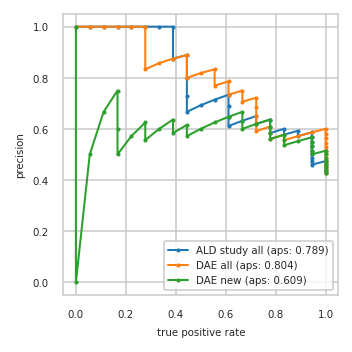 precision
1.0
0.8
0.6
0.4
0.2
0.0
ALD study all (aps: 0.789)
DAE all (aps: 0.804)
DAE new (aps: 0.609)
0.0 0.2 0.4 0.6 0.8 1.0
true positive rate